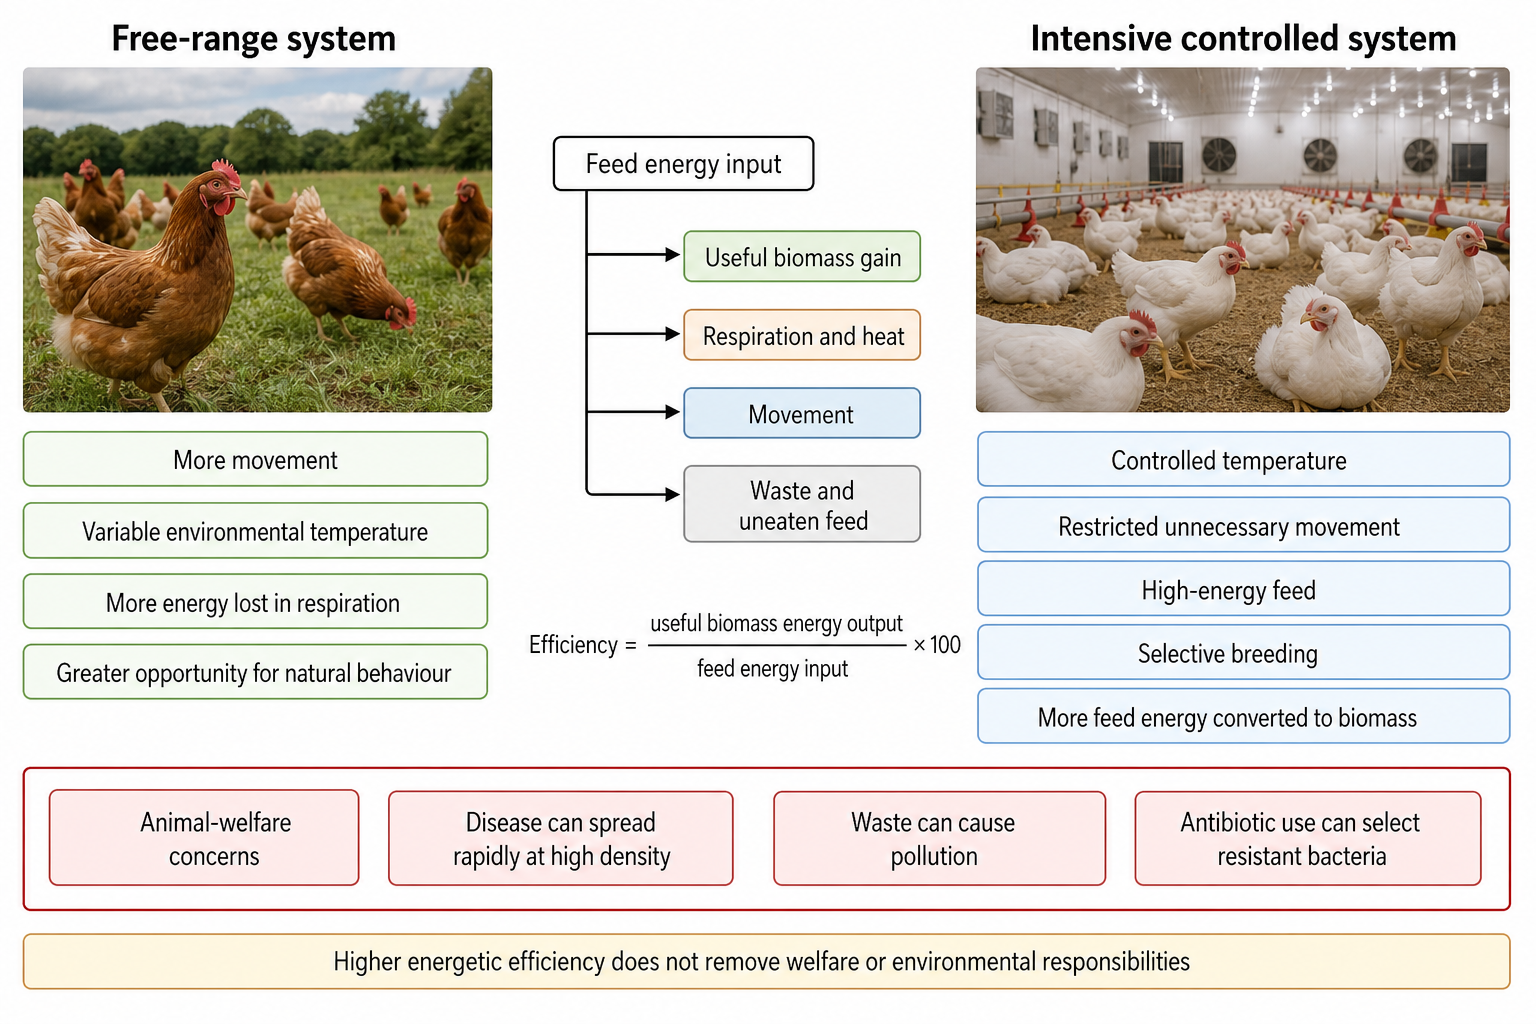 Free-range system
Intensive controlled system
Feed energy input
Useful biomass gain
Respiration and heat
Movement
Waste and
uneaten feed
Efficiency = useful biomass energy output / feed energy input × 100
More movement
Variable environmental temperature
More energy lost in respiration
Greater opportunity for natural behaviour
Controlled temperature
Restricted unnecessary movement
High-energy feed
Selective breeding
More feed energy converted to biomass
Animal-welfare
concerns
Disease can spread
rapidly at high density
Waste can cause
pollution
Antibiotic use can select
resistant bacteria
Higher energetic efficiency does not remove welfare or environmental responsibilities